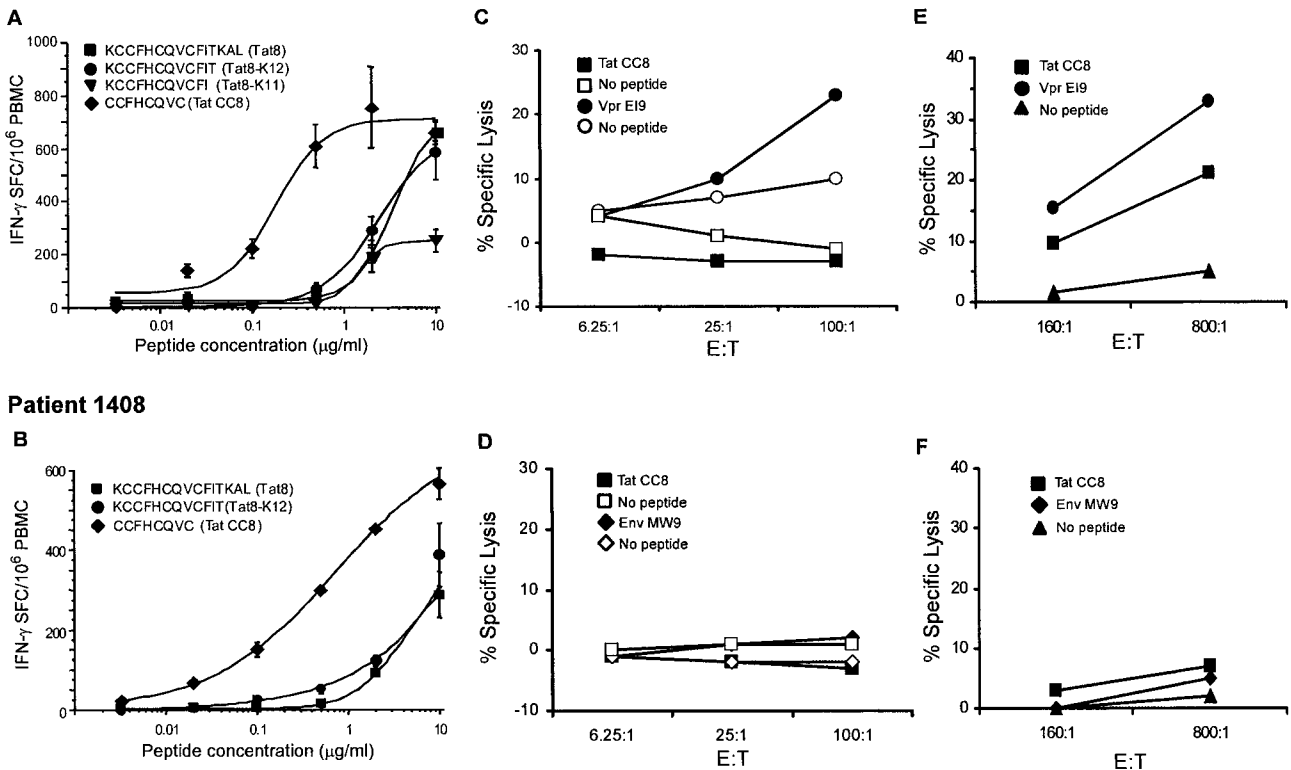 A
IFN-γ SFC/10⁶ PBMC
1000
800
600
400
200
0
KCCFHCQVCFITKAL (Tat8)
KCCFHCQVCFIT (Tat8-K12)
KCCFHCQVCFI (Tat8-K11)
CCFHCQVC (Tat CC8)
0.01
0.1
1
10
Peptide concentration (μg/ml)
C
% Specific Lysis
30
20
10
0
-10
Tat CC8
No peptide
Vpr EI9
No peptide
6.25:1
25:1
100:1
E:T
E
% Specific Lysis
40
30
20
10
0
Tat CC8
Vpr EI9
No peptide
160:1
800:1
E:T
Patient 1408
B
IFN-γ SFC/10⁶ PBMC
600
400
200
0
KCCFHCQVCFITKAL (Tat8)
KCCFHCQVCFIT(Tat8-K12)
CCFHCQVC (Tat CC8)
0.01
0.1
1
10
Peptide concentration (μg/ml)
D
% Specific Lysis
30
20
10
0
-10
Tat CC8
No peptide
Env MW9
No peptide
6.25:1
25:1
100:1
E:T
F
% Specific Lysis
40
30
20
10
0
Tat CC8
Env MW9
No peptide
160:1
800:1
E:T